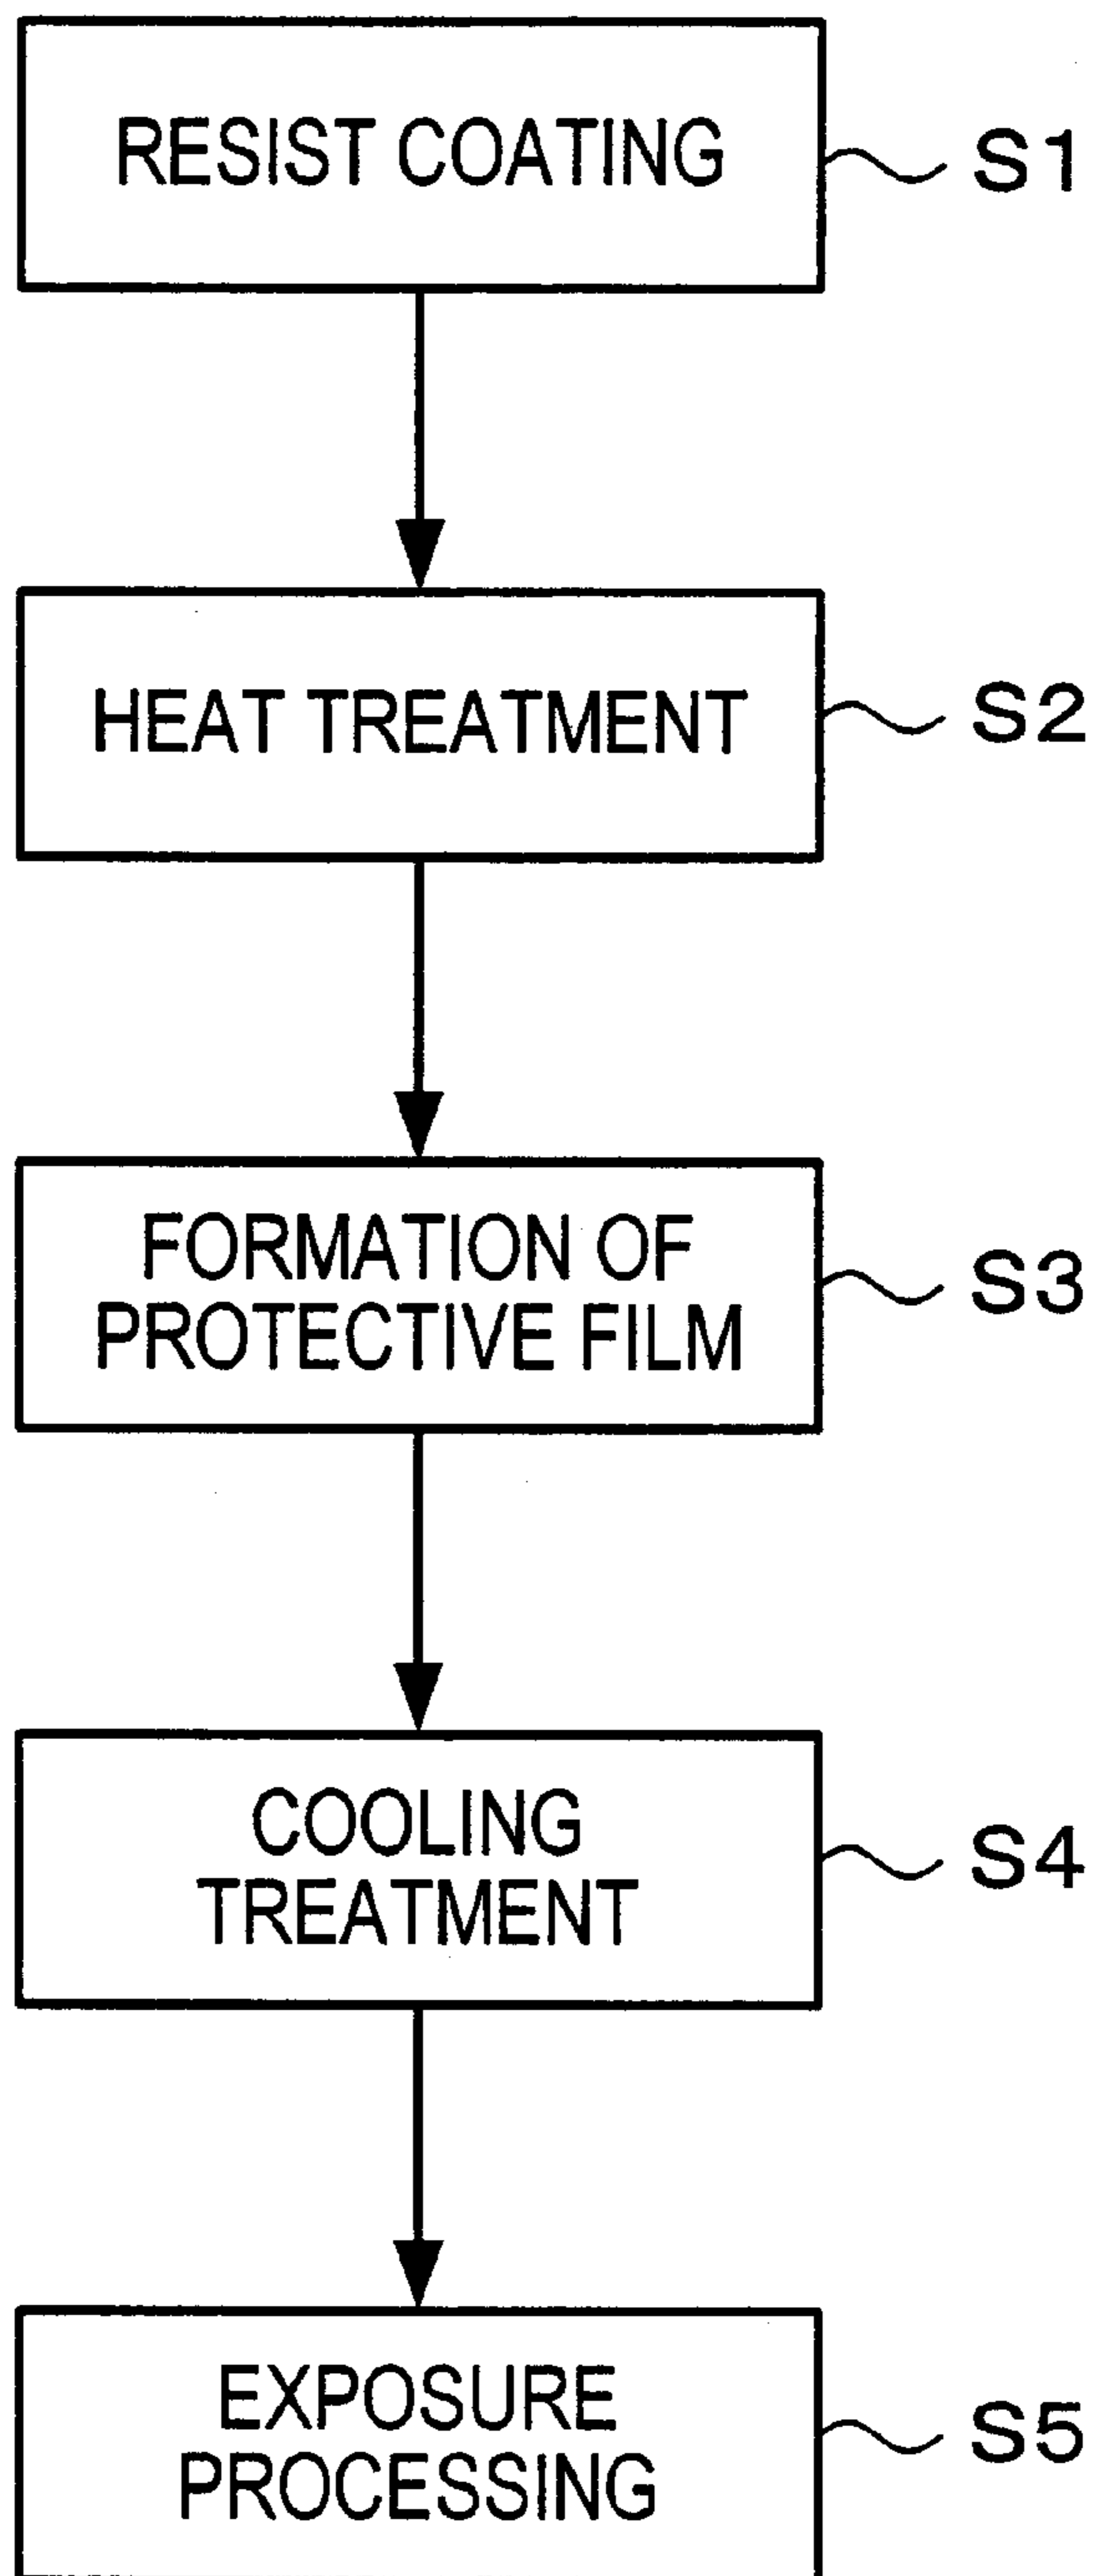 RESIST COATING
S1
HEAT TREATMENT
S2
FORMATION OF
PROTECTIVE FILM
S3
COOLING
TREATMENT
S4
EXPOSURE
PROCESSING
S5